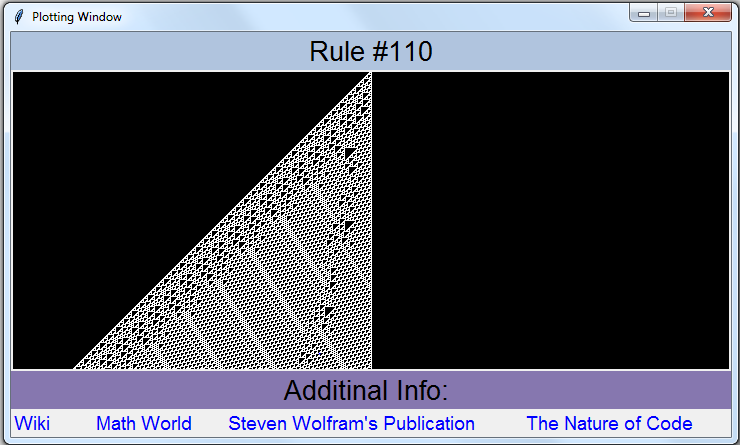 Plotting Window
Rule #110
Additinal Info:
Wiki Math World Steven Wolfram's Publication The Nature of Code